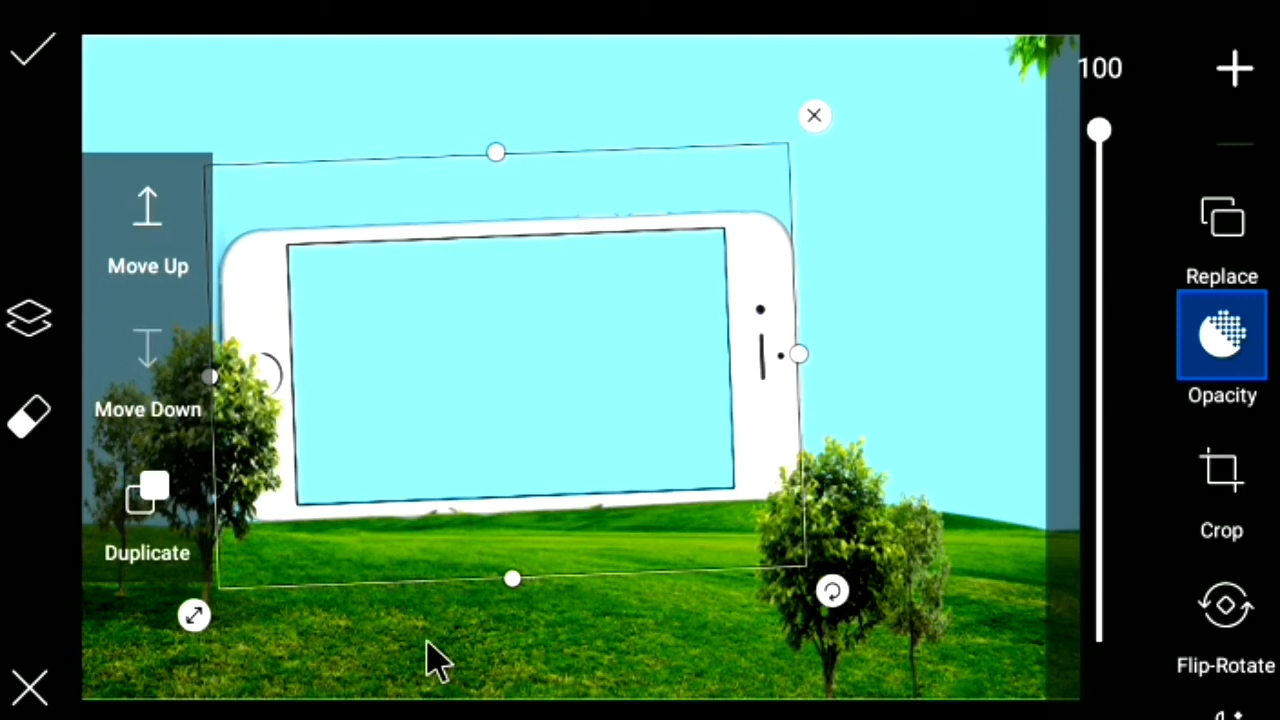 100
Replace
Opacity
Crop
Flip-Rotate
Move Up
Move Down
Duplicate